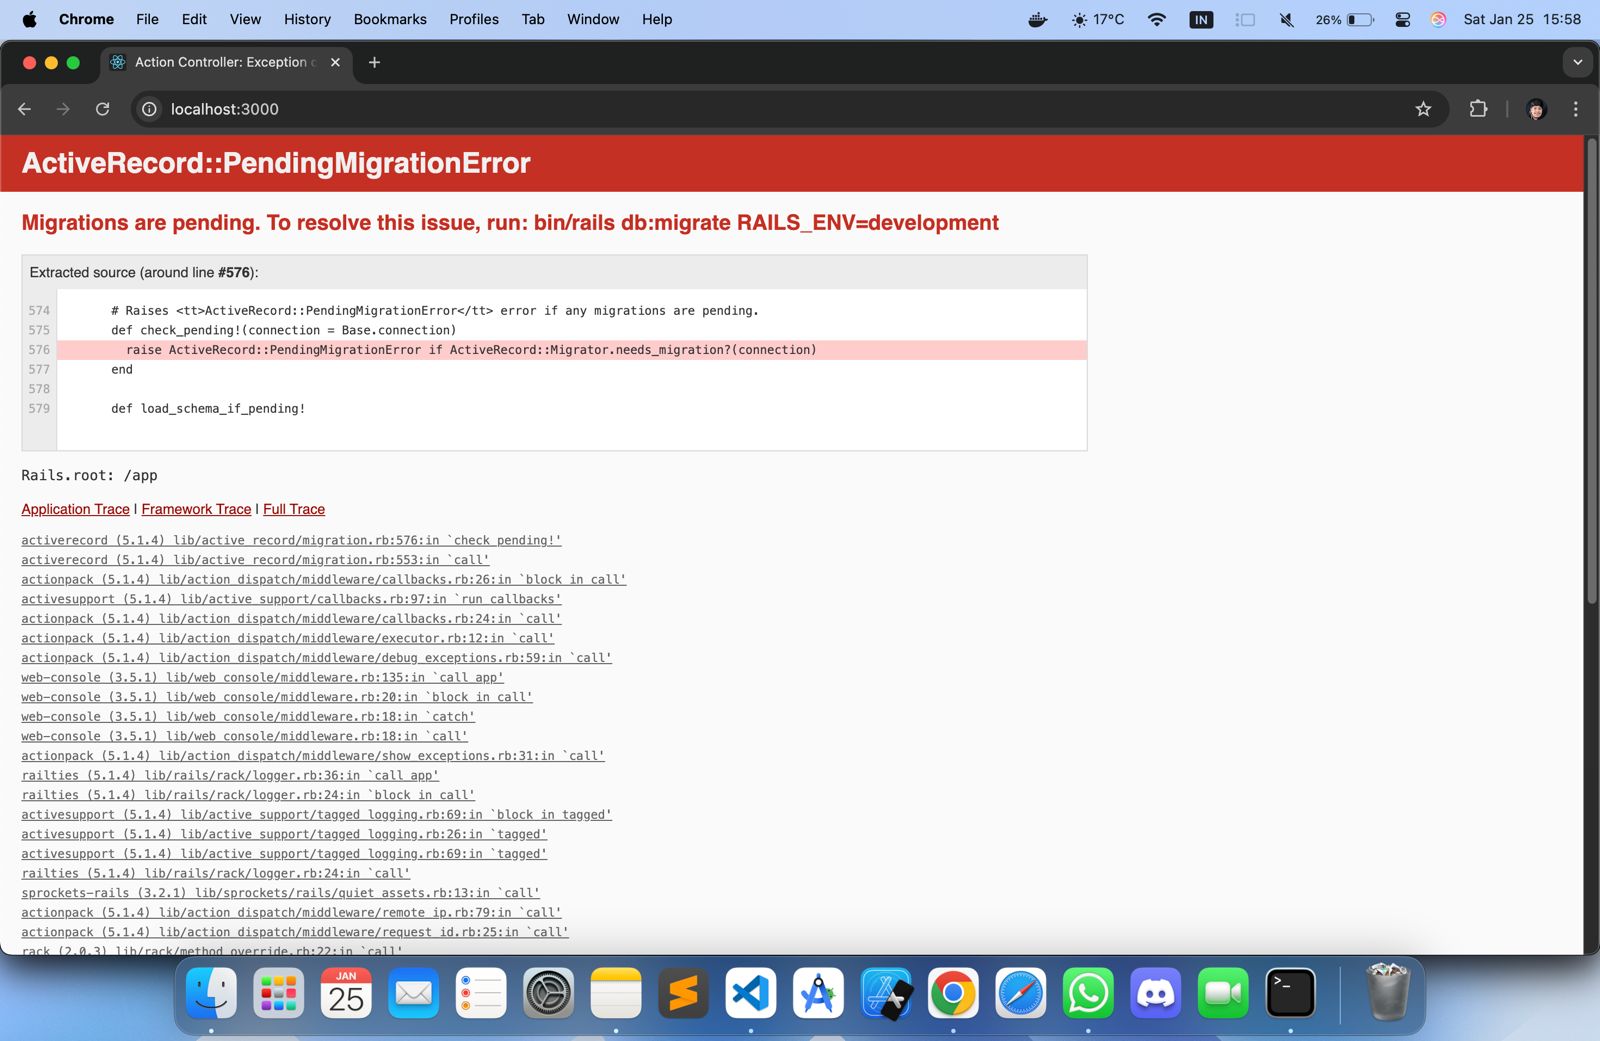 Chrome File Edit View History Bookmarks Profiles Tab Window Help 17°C IN 26% Sat Jan 25 15:58
Action Controller: Exception
localhost:3000
ActiveRecord::PendingMigrationError
Migrations are pending. To resolve this issue, run: bin/rails db:migrate RAILS_ENV=development
Extracted source (around line #576):
574 # Raises <tt>ActiveRecord::PendingMigrationError</tt> error if any migrations are pending.
575 def check_pending!(connection = Base.connection)
576 raise ActiveRecord::PendingMigrationError if ActiveRecord::Migrator.needs_migration?(connection)
577 end
578
579 def load_schema_if_pending!
Rails.root: /app
Application Trace | Framework Trace | Full Trace
activerecord (5.1.4) lib/active_record/migration.rb:576:in `check_pending!'
activerecord (5.1.4) lib/active_record/migration.rb:553:in `call'
actionpack (5.1.4) lib/action_dispatch/middleware/callbacks.rb:26:in `block in call'
activesupport (5.1.4) lib/active_support/callbacks.rb:97:in `run_callbacks'
actionpack (5.1.4) lib/action_dispatch/middleware/callbacks.rb:24:in `call'
actionpack (5.1.4) lib/action_dispatch/middleware/executor.rb:12:in `call'
actionpack (5.1.4) lib/action_dispatch/middleware/debug_exceptions.rb:59:in `call'
web-console (3.5.1) lib/web_console/middleware.rb:135:in `call_app'
web-console (3.5.1) lib/web_console/middleware.rb:20:in `block in call'
web-console (3.5.1) lib/web_console/middleware.rb:18:in `catch'
web-console (3.5.1) lib/web_console/middleware.rb:18:in `call'
actionpack (5.1.4) lib/action_dispatch/middleware/show_exceptions.rb:31:in `call'
railties (5.1.4) lib/rails/rack/logger.rb:36:in `call_app'
railties (5.1.4) lib/rails/rack/logger.rb:24:in `block in call'
activesupport (5.1.4) lib/active_support/tagged_logging.rb:69:in `block in tagged'
activesupport (5.1.4) lib/active_support/tagged_logging.rb:26:in `tagged'
activesupport (5.1.4) lib/active_support/tagged_logging.rb:69:in `tagged'
railties (5.1.4) lib/rails/rack/logger.rb:24:in `call'
sprockets-rails (3.2.1) lib/sprockets/rails/quiet_assets.rb:13:in `call'
actionpack (5.1.4) lib/action_dispatch/middleware/remote_ip.rb:79:in `call'
actionpack (5.1.4) lib/action_dispatch/middleware/request_id.rb:25:in `call'
rack (2.0.3) lib/rack/method_override.rb:22:in `call'
JAN
25